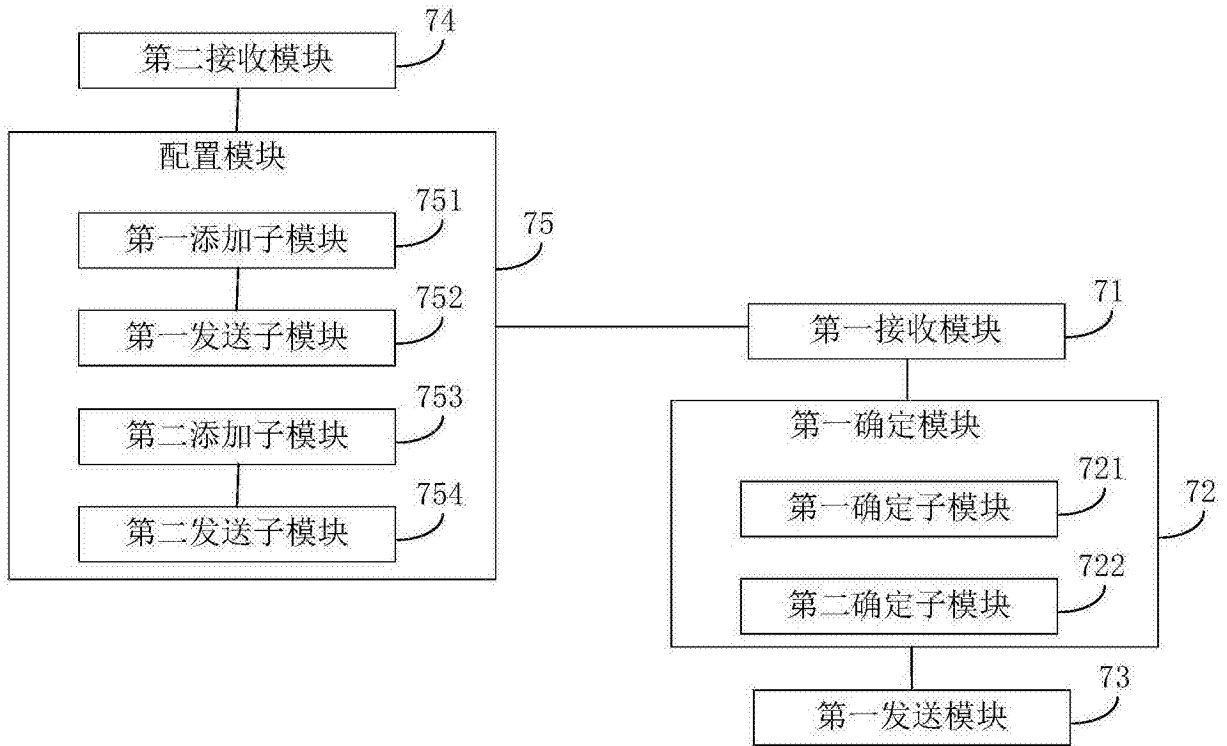 74
第二接收模块
配置模块
751
第一添加子模块
75
752
第一发送子模块
753
第二添加子模块
754
第二发送子模块
71
第一接收模块
第一确定模块
721
第一确定子模块
72
722
第二确定子模块
73
第一发送模块